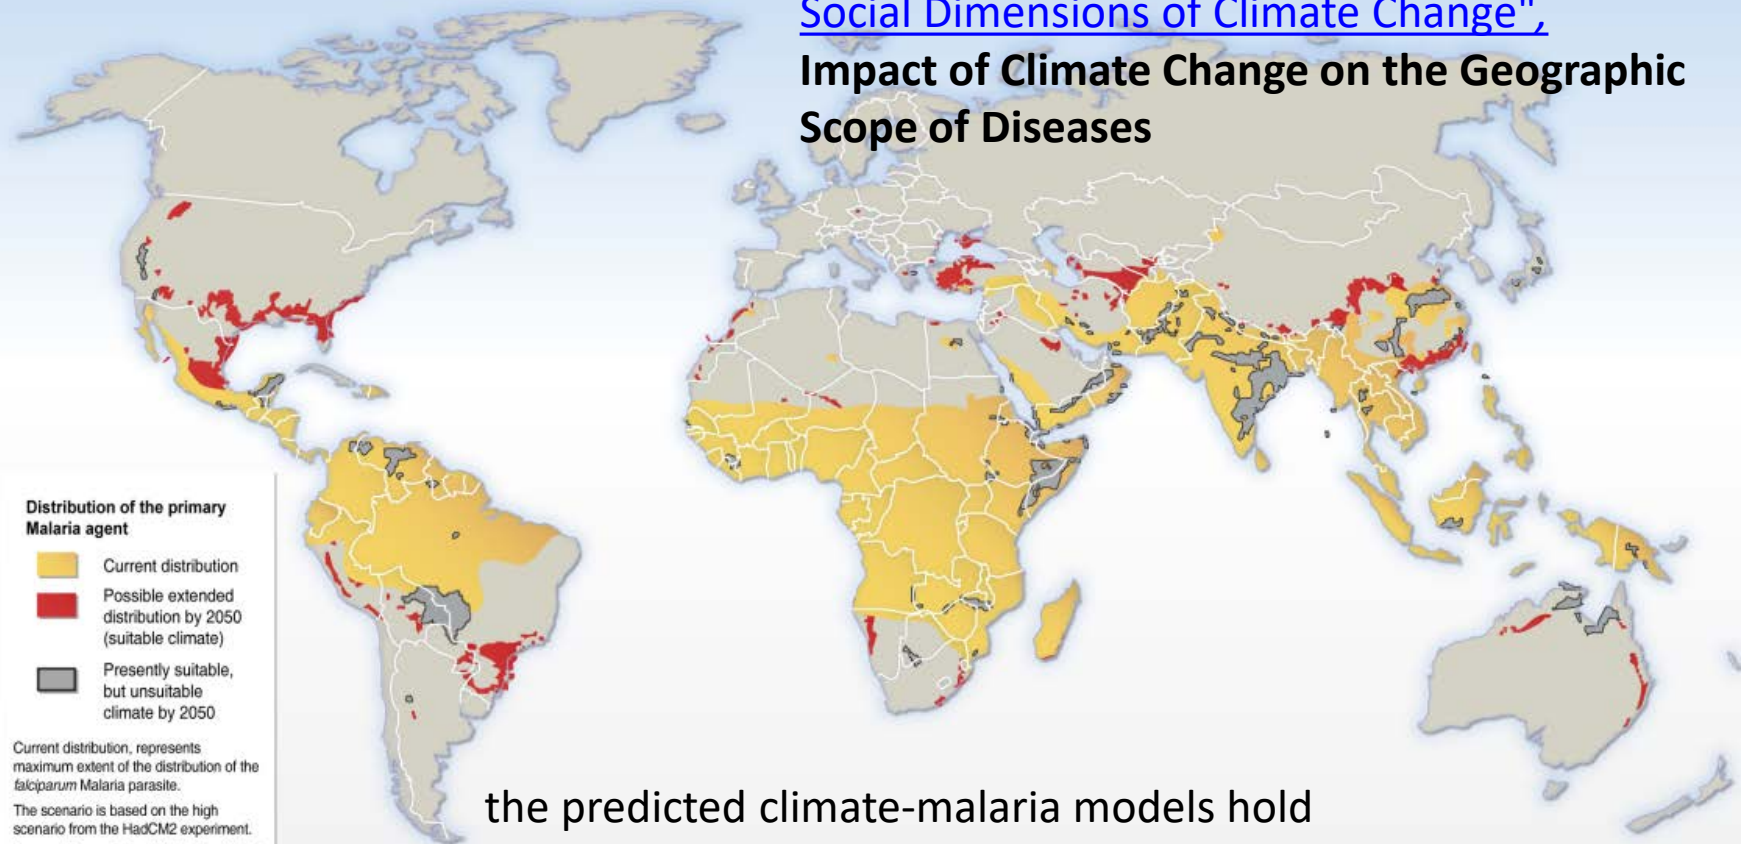 Social Dimensions of Climate Change",
Impact of Climate Change on the Geographic
Scope of Diseases
Distribution of the primary
Malaria agent
Current distribution
Possible extended
distribution by 2050
(suitable climate)
Presently suitable,
but unsuitable
climate by 2050
Current distribution, represents
maximum extent of the distribution of the
falciparum Malaria parasite.
The scenario is based on the high
scenario from the HadCM2 experiment.
the predicted climate-malaria models hold